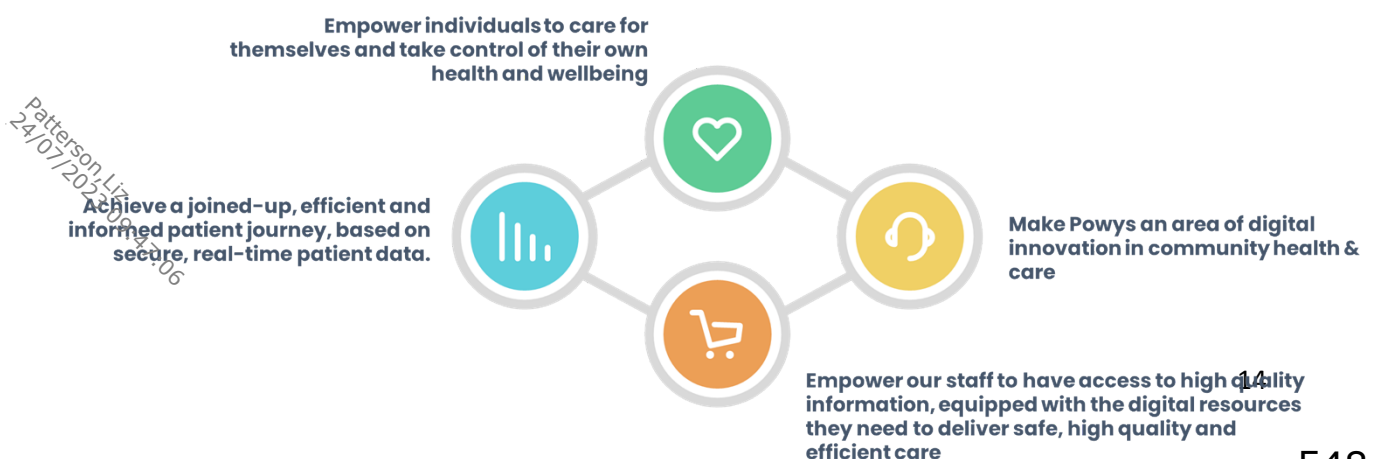 Empower individuals to care for
themselves and take control of their own
health and wellbeing
Patterson,Liz
24/07/2023 09:47:06
Achieve a joined-up, efficient and
informed patient journey, based on
secure, real-time patient data.
Make Powys an area of digital
innovation in community health &
care
Empower our staff to have access to high quality
information, equipped with the digital resources
they need to deliver safe, high quality and
efficient care
14